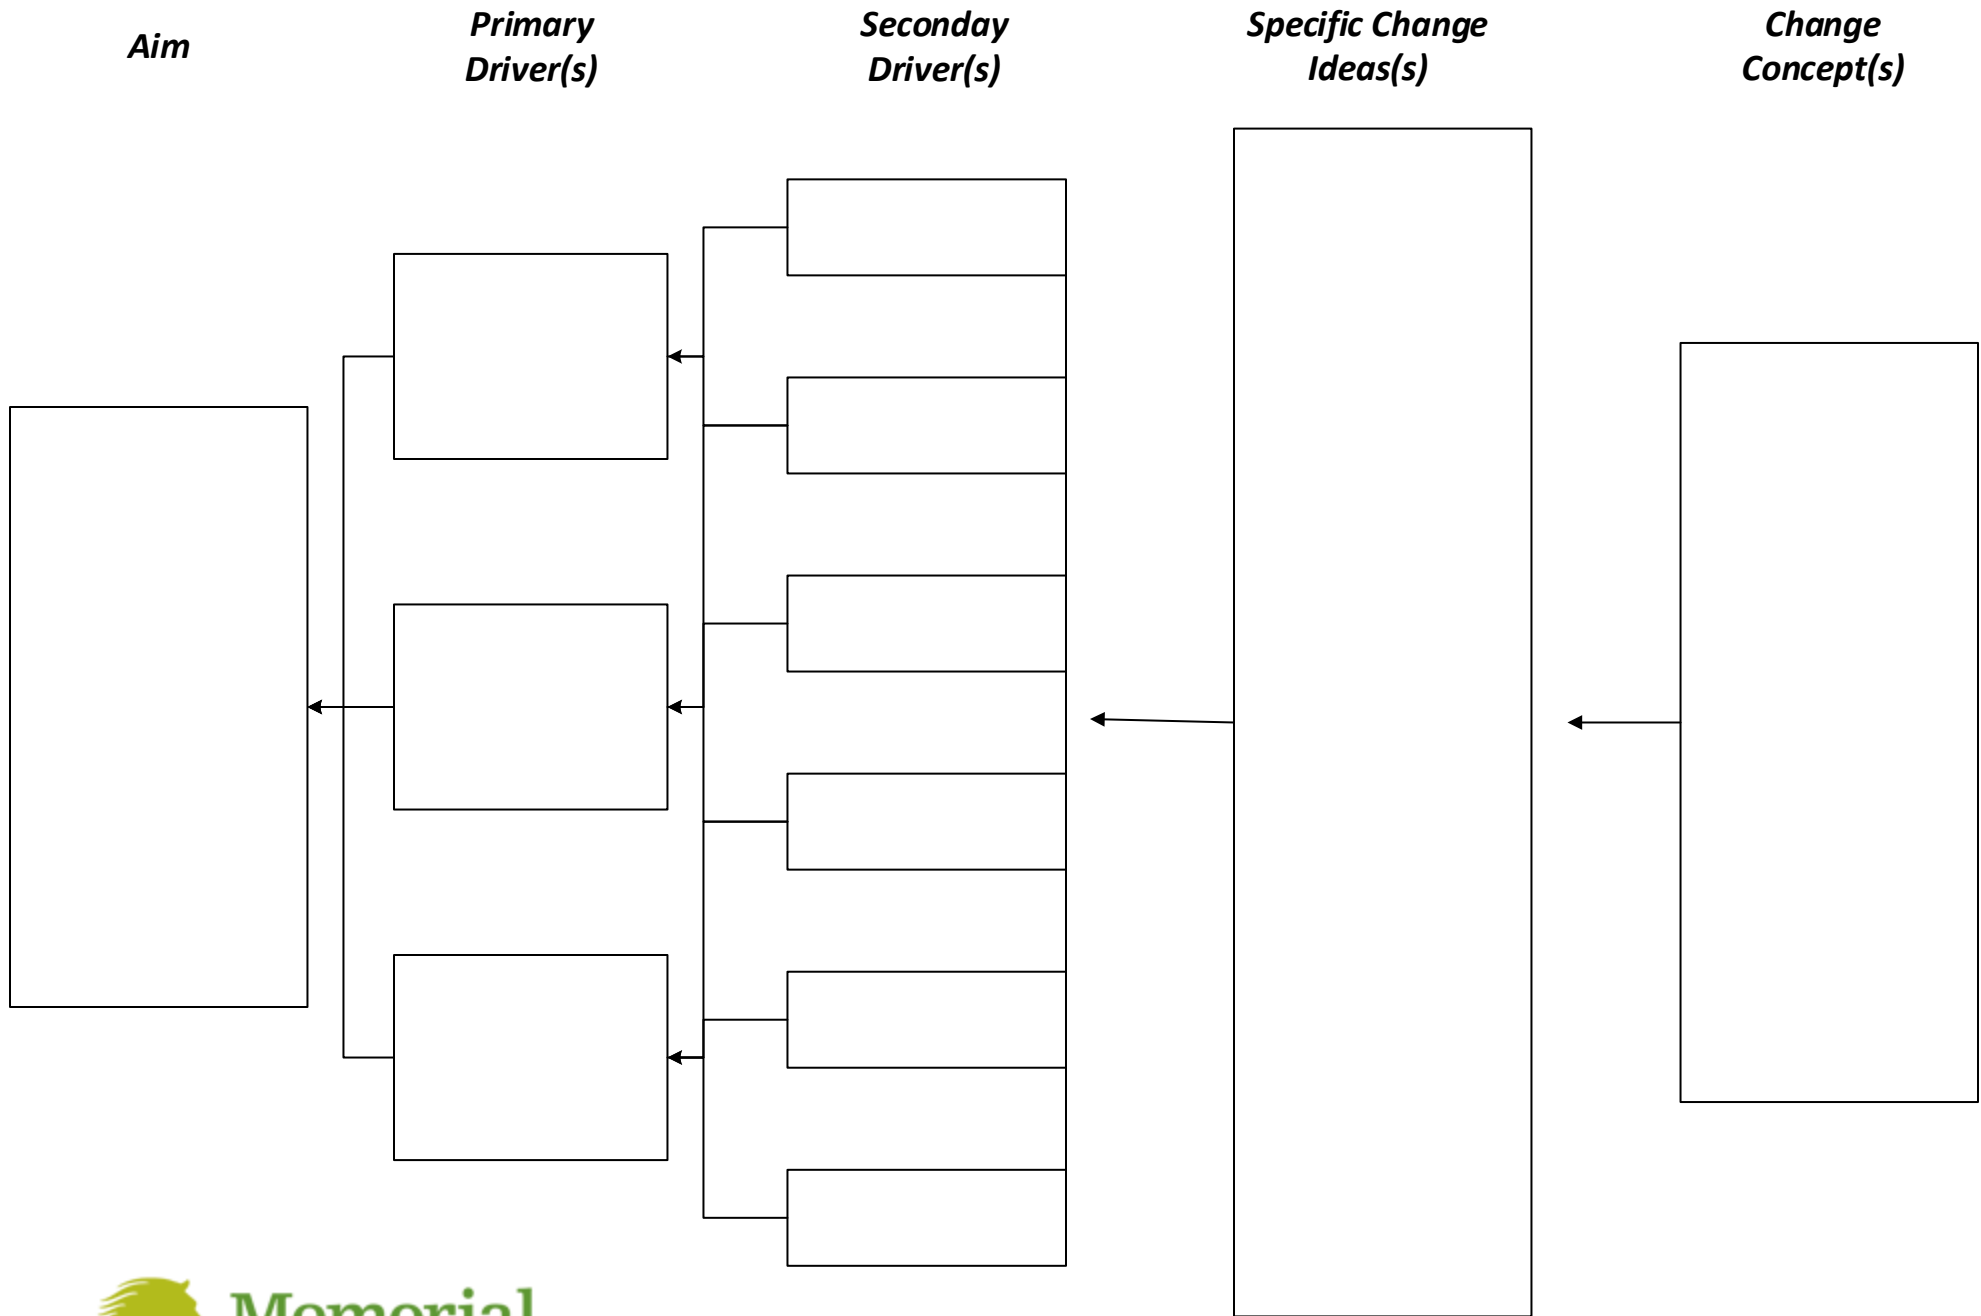 Aim
Primary
Driver(s)
Seconday
Driver(s)
Specific Change
Ideas(s)
Change
Concept(s)
Memorial